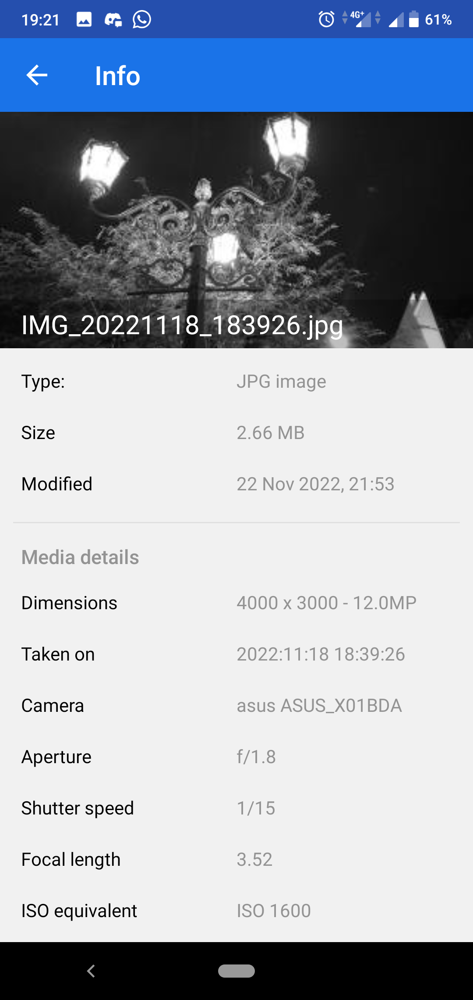 19:21 4G+ 61%
Info
IMG_20221118_183926.jpg
Type: JPG image
Size 2.66 MB
Modified 22 Nov 2022, 21:53
Media details
Dimensions 4000 x 3000 - 12.0MP
Taken on 2022:11:18 18:39:26
Camera asus ASUS_X01BDA
Aperture f/1.8
Shutter speed 1/15
Focal length 3.52
ISO equivalent ISO 1600